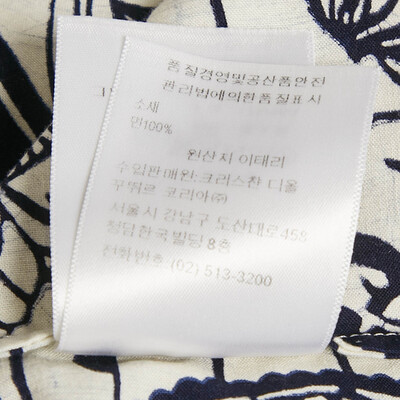 품질경영및공산품안전
관리법에의한품질표시
소재
면100%
원산지 이태리
수입판매원:크리스찬 디올
꾸뛰르 코리아㈜
서울시 강남구 도산대로458
청담한국빌딩8층
전화번호 (02) 513-3200